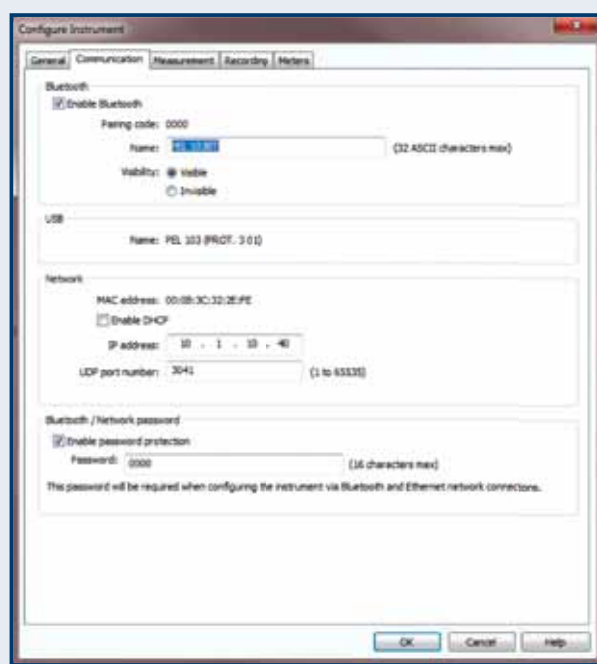 Configure Instrument
General Communication Measurement Recording Meters
Bluetooth
Enable Bluetooth
Pairing code: 0000
Name: (32 ASCII characters max)
Visibility: Visible
Invisible
USB
Name: PEL 103 (PROT. 3 01)
Network
MAC address: 00:08:3C:32:2E:FE
Enable DHCP
IP address: 10 . 1 . 10 . 40
UDP port number: 3041 (1 to 65535)
Bluetooth / Network password
Enable password protection
Password: 0000 (16 characters max)
This password will be required when configuring the instrument via Bluetooth and Ethernet network connections.
OK Cancel Help